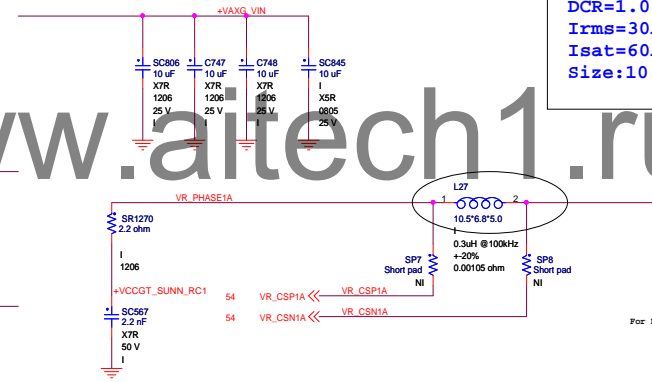 +VAXG_VIN
DCR=1.0
Irms=30
Isat=60
Size:10
SC806
10 uF
X7R
1206
25 V
I
C747
10 uF
X7R
1206
25 V
I
C748
10 uF
X7R
1206
25 V
I
SC845
10 uF
I
X5R
0805
25 V
www.aitech1.ru
VR_PHASE1A
L27
1 2
10.5*6.8*5.0
I
0.3uH @100kHz
+-20%
0.00105 ohm
SR1270
2.2 ohm
I
1206
SP7
Short pad
NI
SP8
Short pad
NI
+VCCGT_SUNN_RC1
54 VR_CSP1A VR_CSP1A
54 VR_CSN1A VR_CSN1A
SC567
2.2 nF
X7R
50 V
I
For